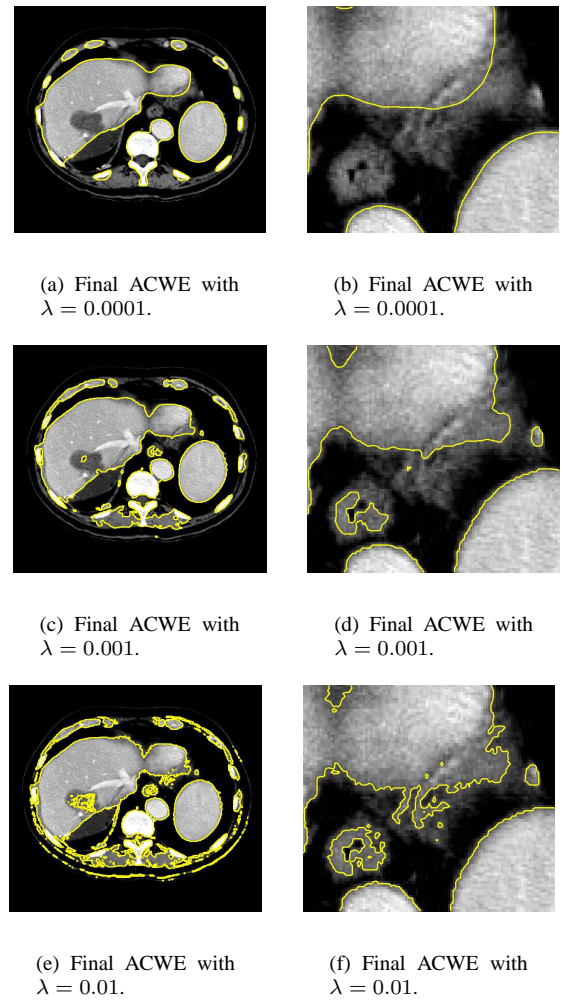 (a) Final ACWE with
λ = 0.0001.
(b) Final ACWE with
λ = 0.0001.
(c) Final ACWE with
λ = 0.001.
(d) Final ACWE with
λ = 0.001.
(e) Final ACWE with
λ = 0.01.
(f) Final ACWE with
λ = 0.01.